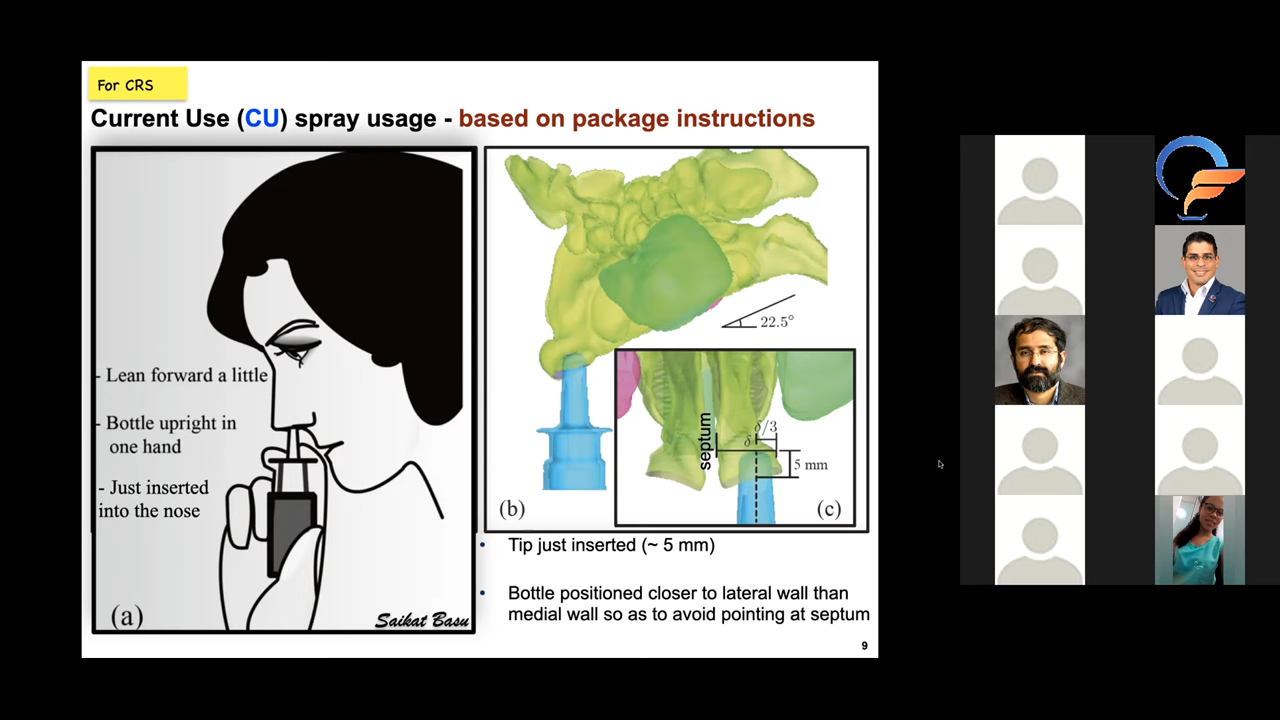 For CRS
Current Use (CU) spray usage - based on package instructions
- Lean forward a little
- Bottle upright in
one hand
- Just inserted
into the nose
(a)
Saikat Basu
22.5°
septum
δ
δ/3
5 mm
(b)
(c)
• Tip just inserted (~ 5 mm)
• Bottle positioned closer to lateral wall than
medial wall so as to avoid pointing at septum
9